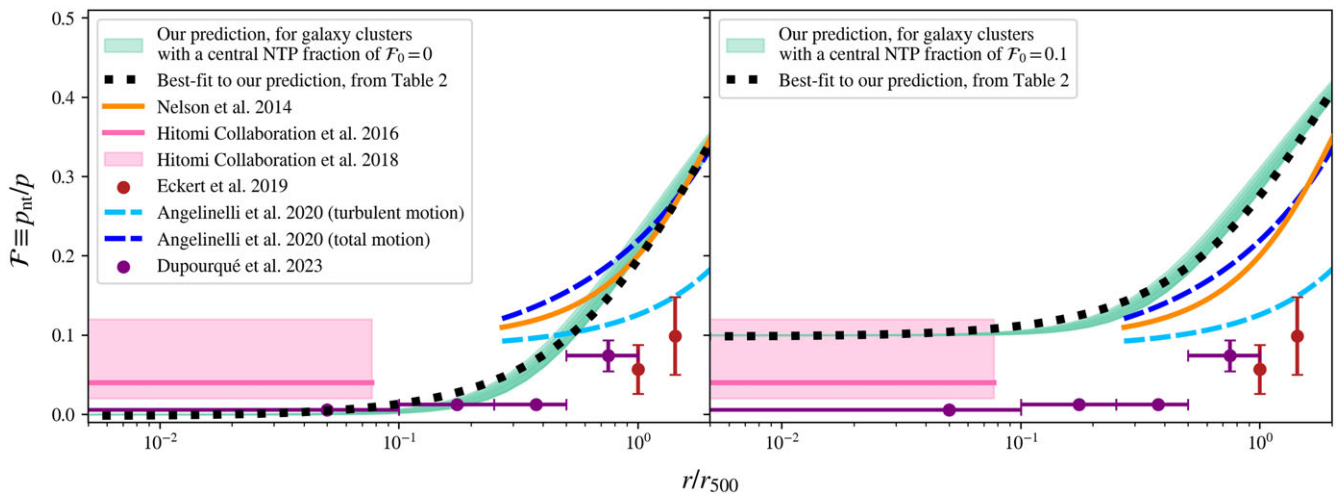 0.5
0.4
0.3
0.2
0.1
0.0
ℱ≡p_nt/p
Our prediction, for galaxy clusters
with a central NTP fraction of ℱ₀ = 0
Best-fit to our prediction, from Table 2
Nelson et al. 2014
Hitomi Collaboration et al. 2016
Hitomi Collaboration et al. 2018
Eckert et al. 2019
Angelinelli et al. 2020 (turbulent motion)
Angelinelli et al. 2020 (total motion)
Dupourqué et al. 2023
Our prediction, for galaxy clusters
with a central NTP fraction of ℱ₀ = 0.1
Best-fit to our prediction, from Table 2
10⁻² 10⁻¹ 10⁰ 10⁻² 10⁻¹ 10⁰
r/r₅₀₀